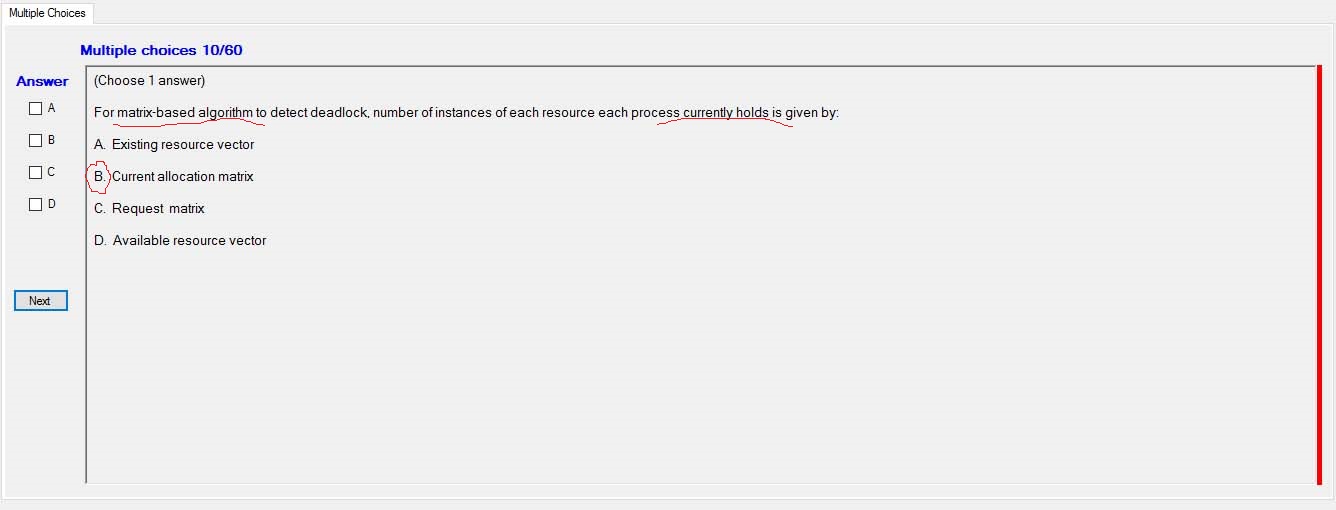 Multiple Choices
Multiple choices 10/60
Answer
A
B
C
D
Next
(Choose 1 answer)
For matrix-based algorithm to detect deadlock, number of instances of each resource each process currently holds is given by:
A. Existing resource vector
B. Current allocation matrix
C. Request matrix
D. Available resource vector